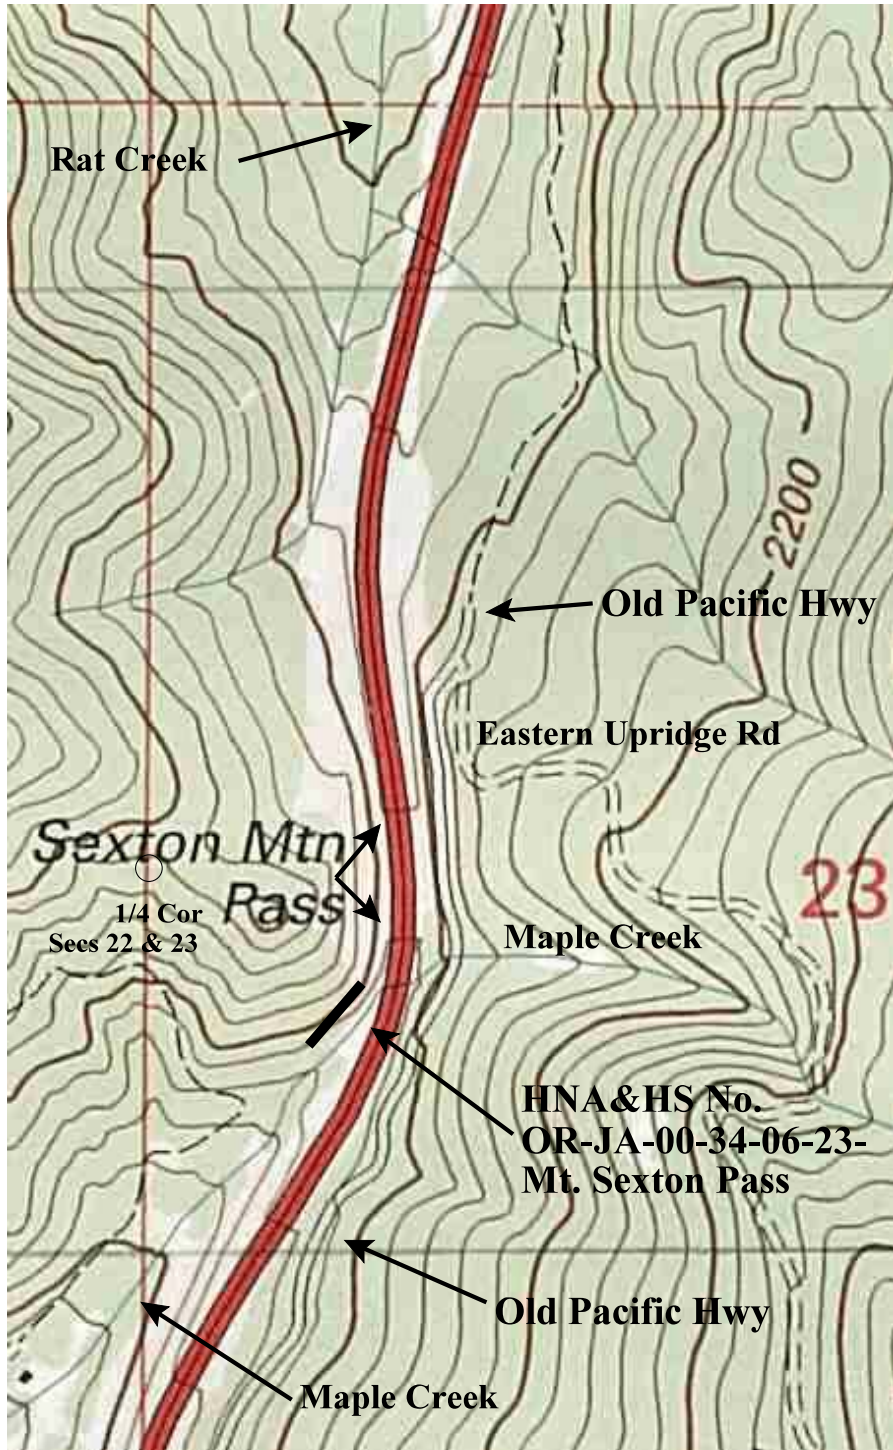 Rat Creek
2200
Old Pacific Hwy
Eastern Upridge Rd
Sexton Mtn
Pass
23
1/4 Cor
Secs 22 & 23
Maple Creek
HNA&HS No.
OR-JA-00-34-06-23-
Mt. Sexton Pass
Old Pacific Hwy
Maple Creek